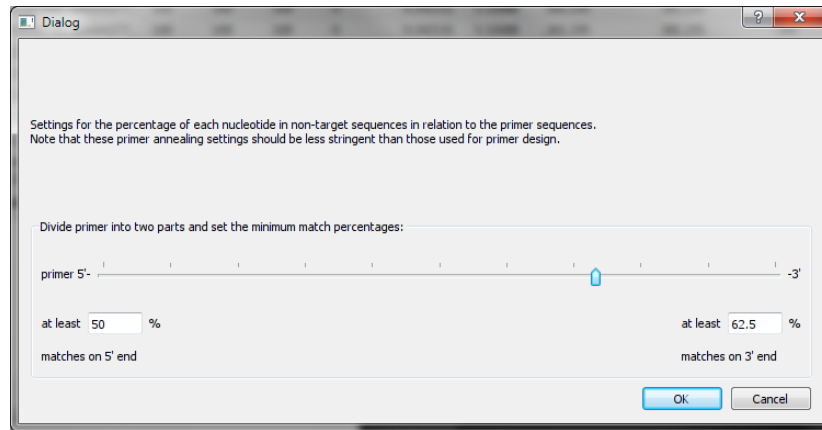 Dialog
?
x
Settings for the percentage of each nucleotide in non-target sequences in relation to the primer sequences.
Note that these primer annealing settings should be less stringent than those used for primer design.
Divide primer into two parts and set the minimum match percentages:
primer 5'- -3'
at least 50 % at least 62.5 %
matches on 5' end matches on 3' end
OK Cancel